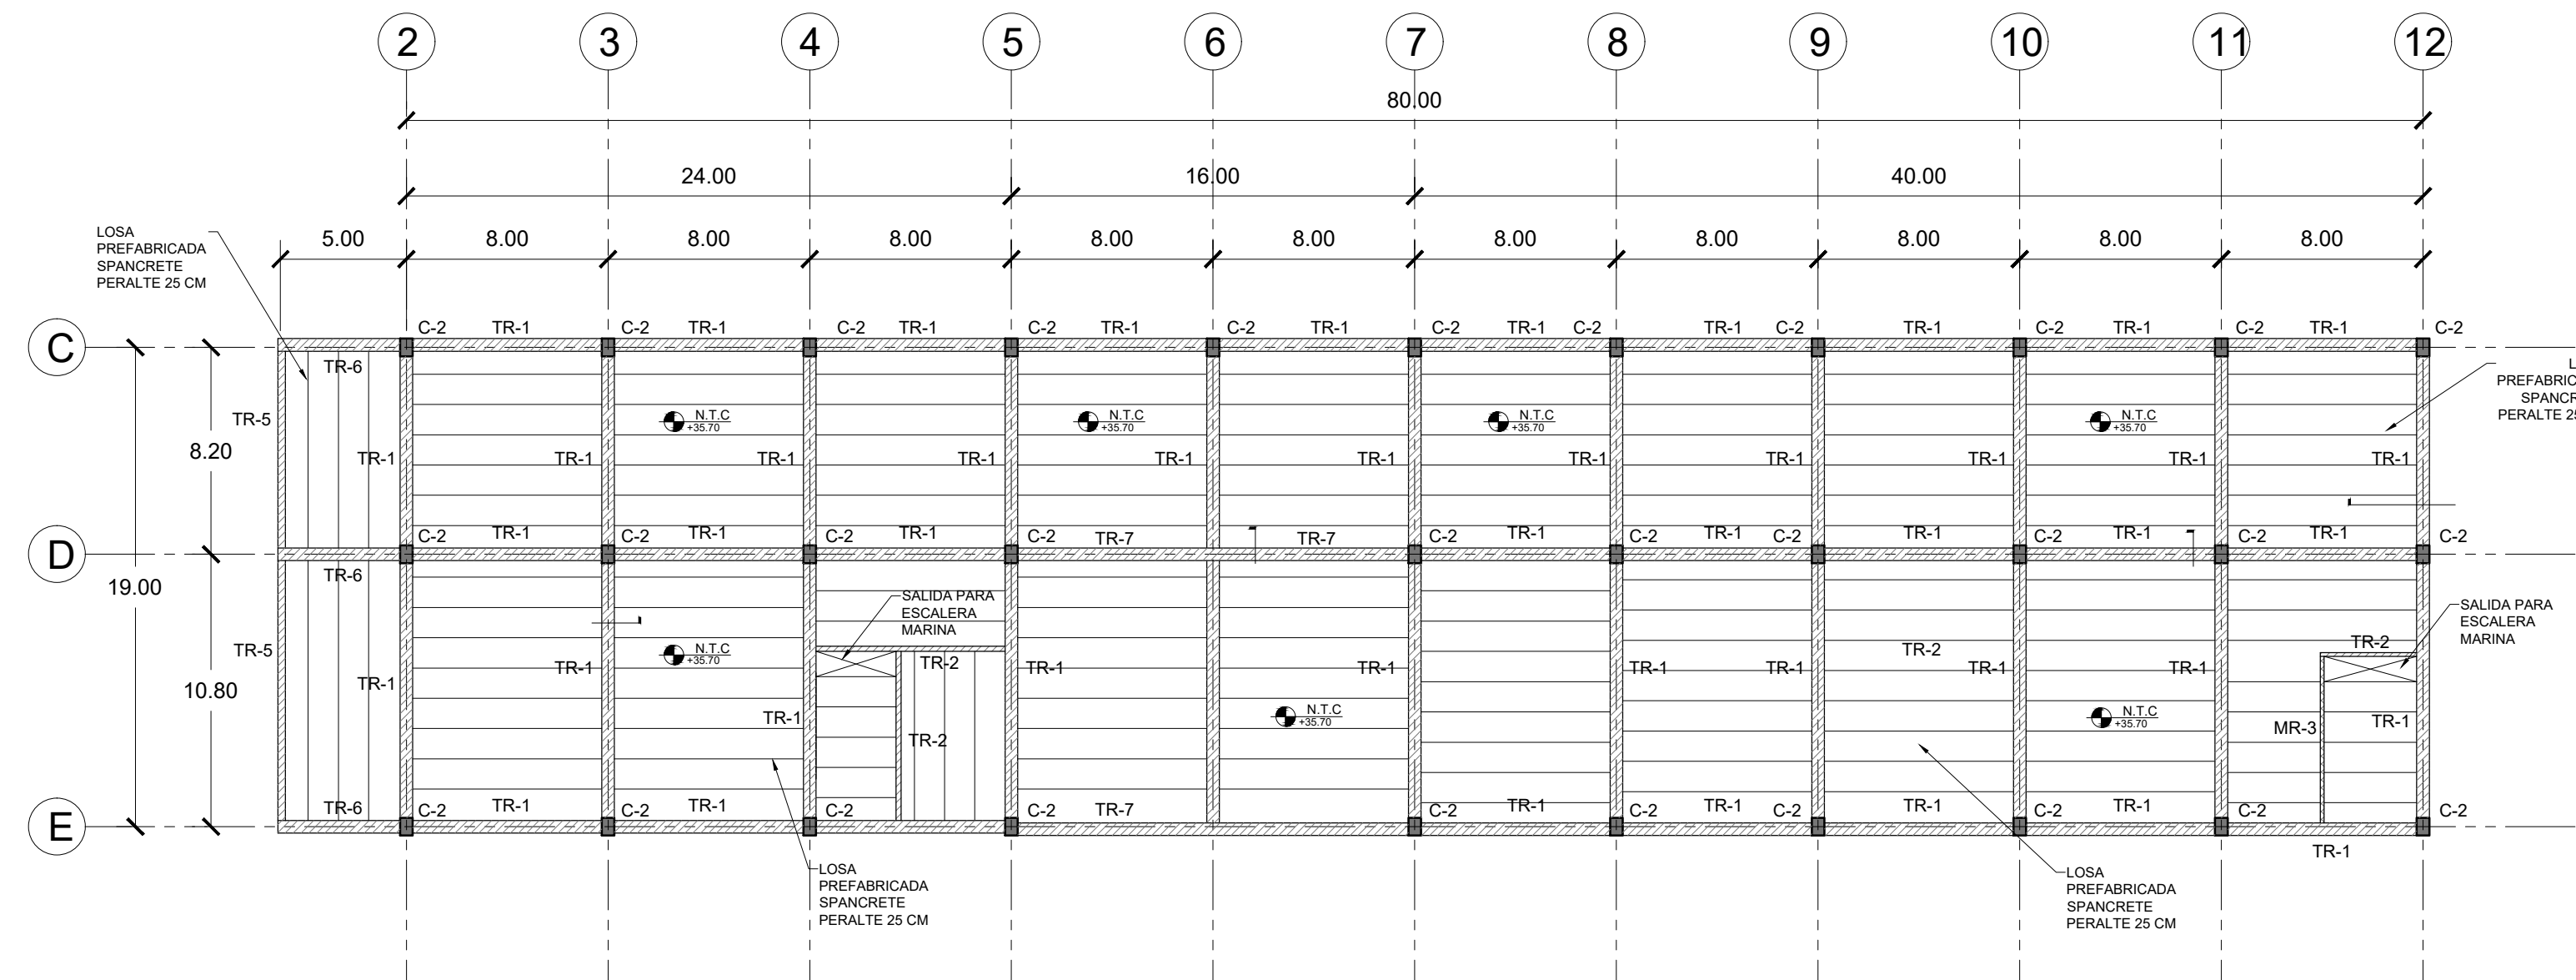 2 3 4 5 6 7 8 9 10 11 12
80.00
24.00 16.00 40.00
LOSA
PREFABRICADA
SPANCRETE
PERALTE 25 CM
5.00 8.00 8.00 8.00 8.00 8.00 8.00 8.00 8.00 8.00 8.00
C-2 TR-1 C-2 TR-1 C-2 TR-1 C-2 TR-1 C-2 TR-1 C-2 TR-1 C-2 TR-1 C-2 TR-1 C-2 TR-1 C-2 TR-1 C-2
C
TR-6
L
PREFABRIC
SPANCR
PERALTE 25
TR-5
N.T.C N.T.C N.T.C N.T.C
+35.70 +35.70 +35.70 +35.70
8.20
TR-1 TR-1 TR-1 TR-1 TR-1 TR-1 TR-1 TR-1 TR-1 TR-1 TR-1
C-2 TR-1 C-2 TR-1 C-2 TR-1 C-2 TR-7 TR-7 C-2 TR-1 C-2 TR-1 C-2 TR-1 C-2 TR-1 C-2 TR-1 C-2
D
TR-6
19.00
SALIDA PARA
ESCALERA
MARINA
SALIDA PARA
ESCALERA
MARINA
TR-5
N.T.C
+35.70
TR-2 TR-2 TR-2
TR-1 TR-1 TR-1 TR-1 TR-1 TR-1 TR-1
10.80
TR-1
TR-1
N.T.C N.T.C
+35.70 +35.70
TR-2
MR-3
TR-1
TR-6
C-2 TR-1 C-2 TR-1 C-2 C-2 TR-7 C-2 TR-1 C-2 TR-1 C-2 TR-1 C-2 TR-1 C-2 C-2
E
TR-1
LOSA
PREFABRICADA
SPANCRETE
PERALTE 25 CM
LOSA
PREFABRICADA
SPANCRETE
PERALTE 25 CM